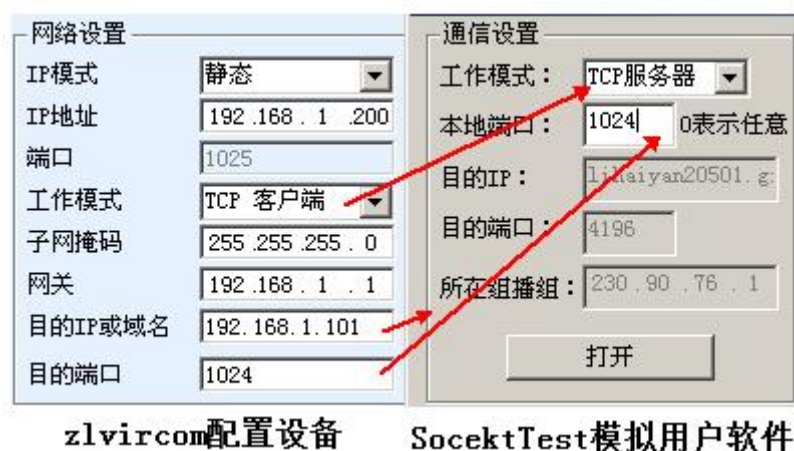 网络设置
IP模式 静态
IP地址 192.168.1.200
端口 1025
工作模式 TCP 客户端
子网掩码 255.255.255.0
网关 192.168.1.1
目的IP或域名 192.168.1.101
目的端口 1024
zlvircom配置设备
通信设置
工作模式： TCP服务器
本地端口： 1024 0表示任意
目的IP： lihaiyan20501.g
目的端口： 4196
所在组播组： 230.90.76.1
打开
SocektTest模拟用户软件